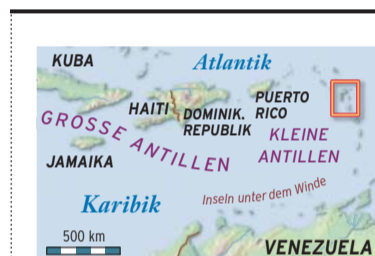 KUBA
Atlantik
HAITI
DOMINIK.
REPUBLIK
PUERTO
RICO
GROSSE ANTILLEN
KLEINE
ANTILLEN
JAMAIKA
Karibik
Inseln unter dem Winde
500 km
VENEZUELA